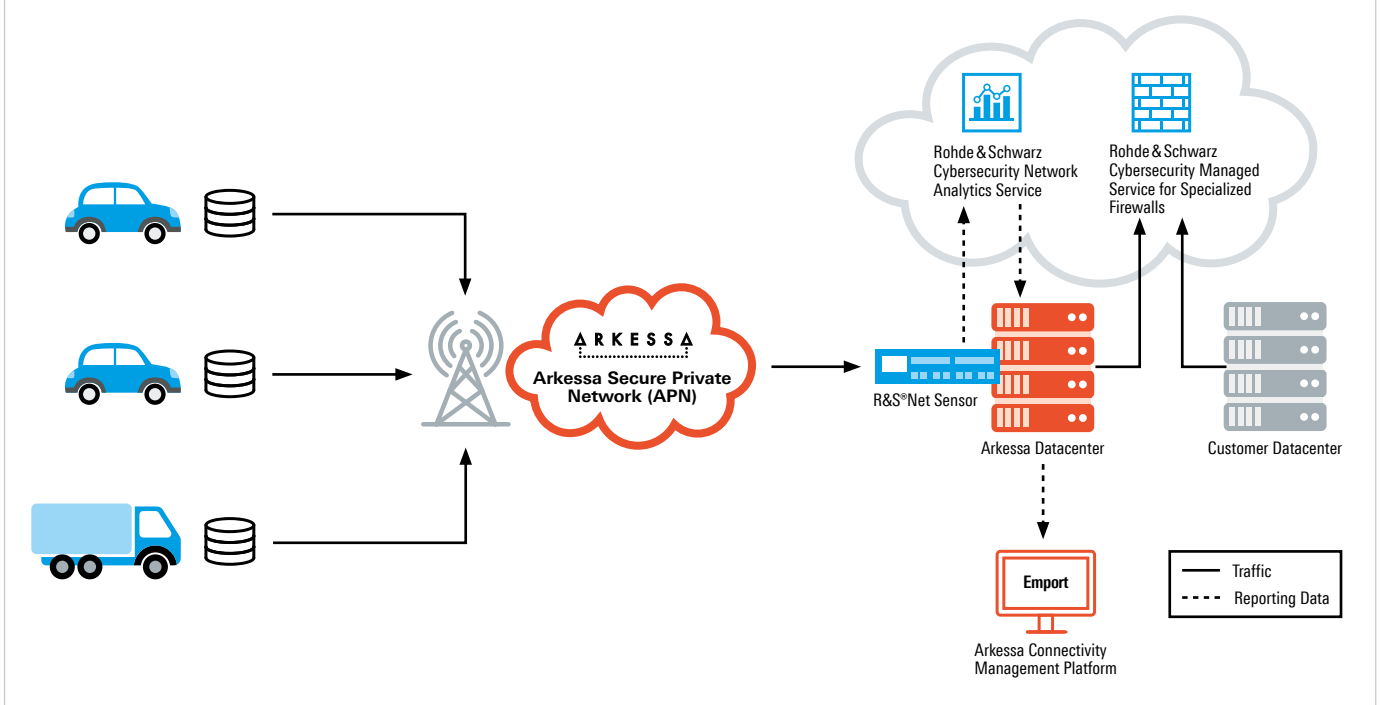 Rohde & Schwarz
Cybersecurity Network
Analytics Service
Rohde & Schwarz
Cybersecurity Managed
Service for Specialized
Firewalls
ARKESSA
Arkessa Secure Private
Network (APN)
R&S®Net Sensor
Arkessa Datacenter
Customer Datacenter
Emport
Arkessa Connectivity
Management Platform
Traffic
Reporting Data